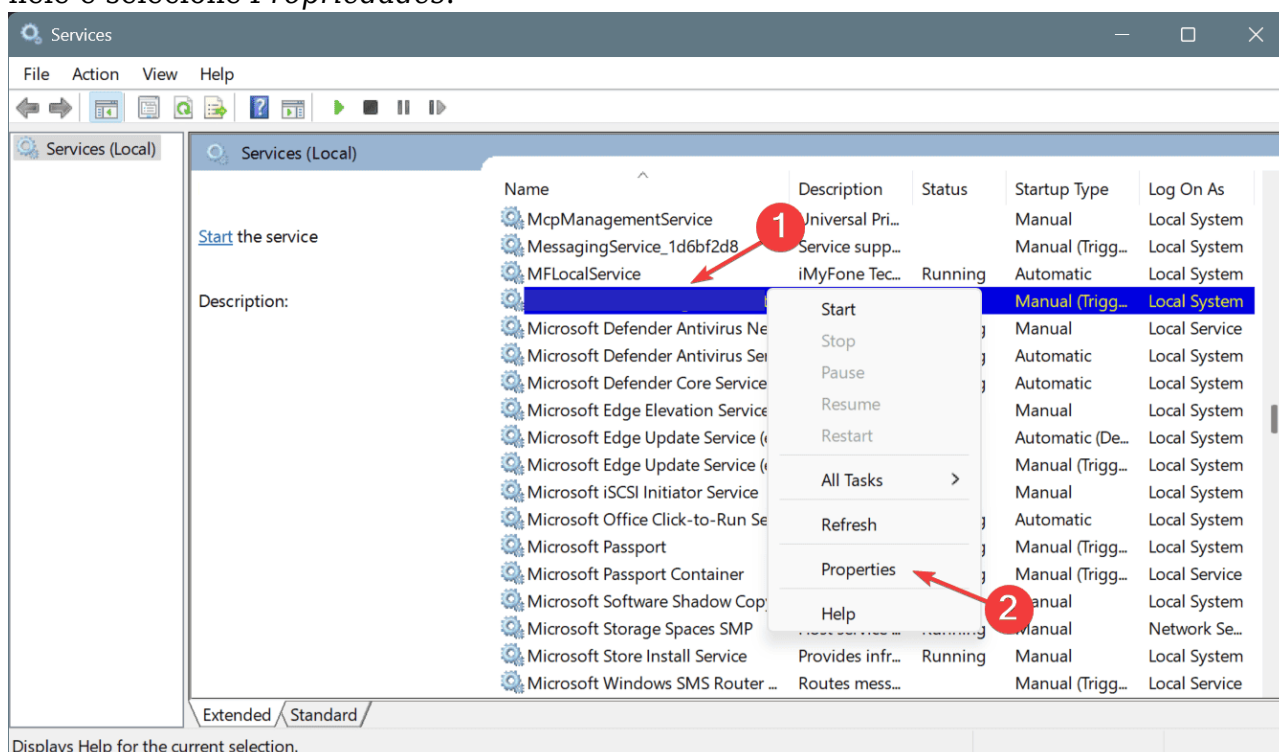 nele e selecione Propriedades.
Services
File Action View Help
Services (Local)
Services (Local)
Start the service
Description:
Name Description Status Startup Type Log On As
McpManagementService Universal Pri... Manual Local System
MessagingService_1d6bf2d8 Service supp... Manual (Trigg... Local System
MFLocalService iMyFone Tec... Running Automatic Local System
Manual (Trigg... Local System
Microsoft Defender Antivirus Ne Manual Local Service
Microsoft Defender Antivirus Ser Automatic Local System
Microsoft Defender Core Service Automatic Local System
Microsoft Edge Elevation Service Manual Local System
Microsoft Edge Update Service (e Automatic (De... Local System
Microsoft Edge Update Service (e Manual (Trigg... Local System
Microsoft iSCSI Initiator Service Manual Local System
Microsoft Office Click-to-Run Se Automatic Local System
Microsoft Passport Manual (Trigg... Local System
Microsoft Passport Container Manual (Trigg... Local Service
Microsoft Software Shadow Cop Manual Local System
Microsoft Storage Spaces SMP Running Manual Network Se...
Microsoft Store Install Service Provides infr... Running Manual Local System
Microsoft Windows SMS Router ... Routes mess... Manual (Trigg... Local Service
1
Start
Stop
Pause
Resume
Restart
All Tasks
Refresh
Properties
2
Help
Extended Standard
Displays Help for the current selection.